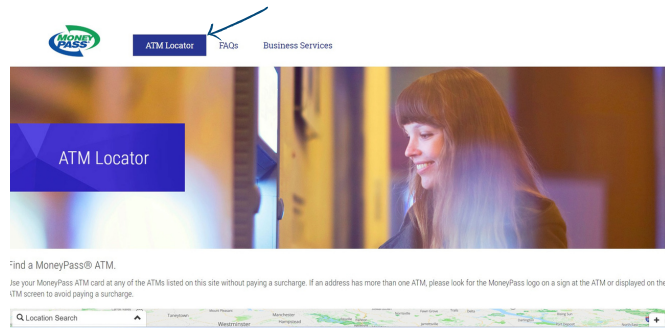 MONEY
PASS
ATM Locator
FAQs
Business Services
ATM Locator
Find a MoneyPass® ATM.
Use your MoneyPass ATM card at any of the ATMs listed on this site without paying a surcharge. If an address has more than one ATM, please look for the MoneyPass logo on a sign at the ATM or displayed on the
ATM screen to avoid paying a surcharge.
Location Search
Taneytown
Manchester
Hampstead
Westminster
Jarrettsville
+